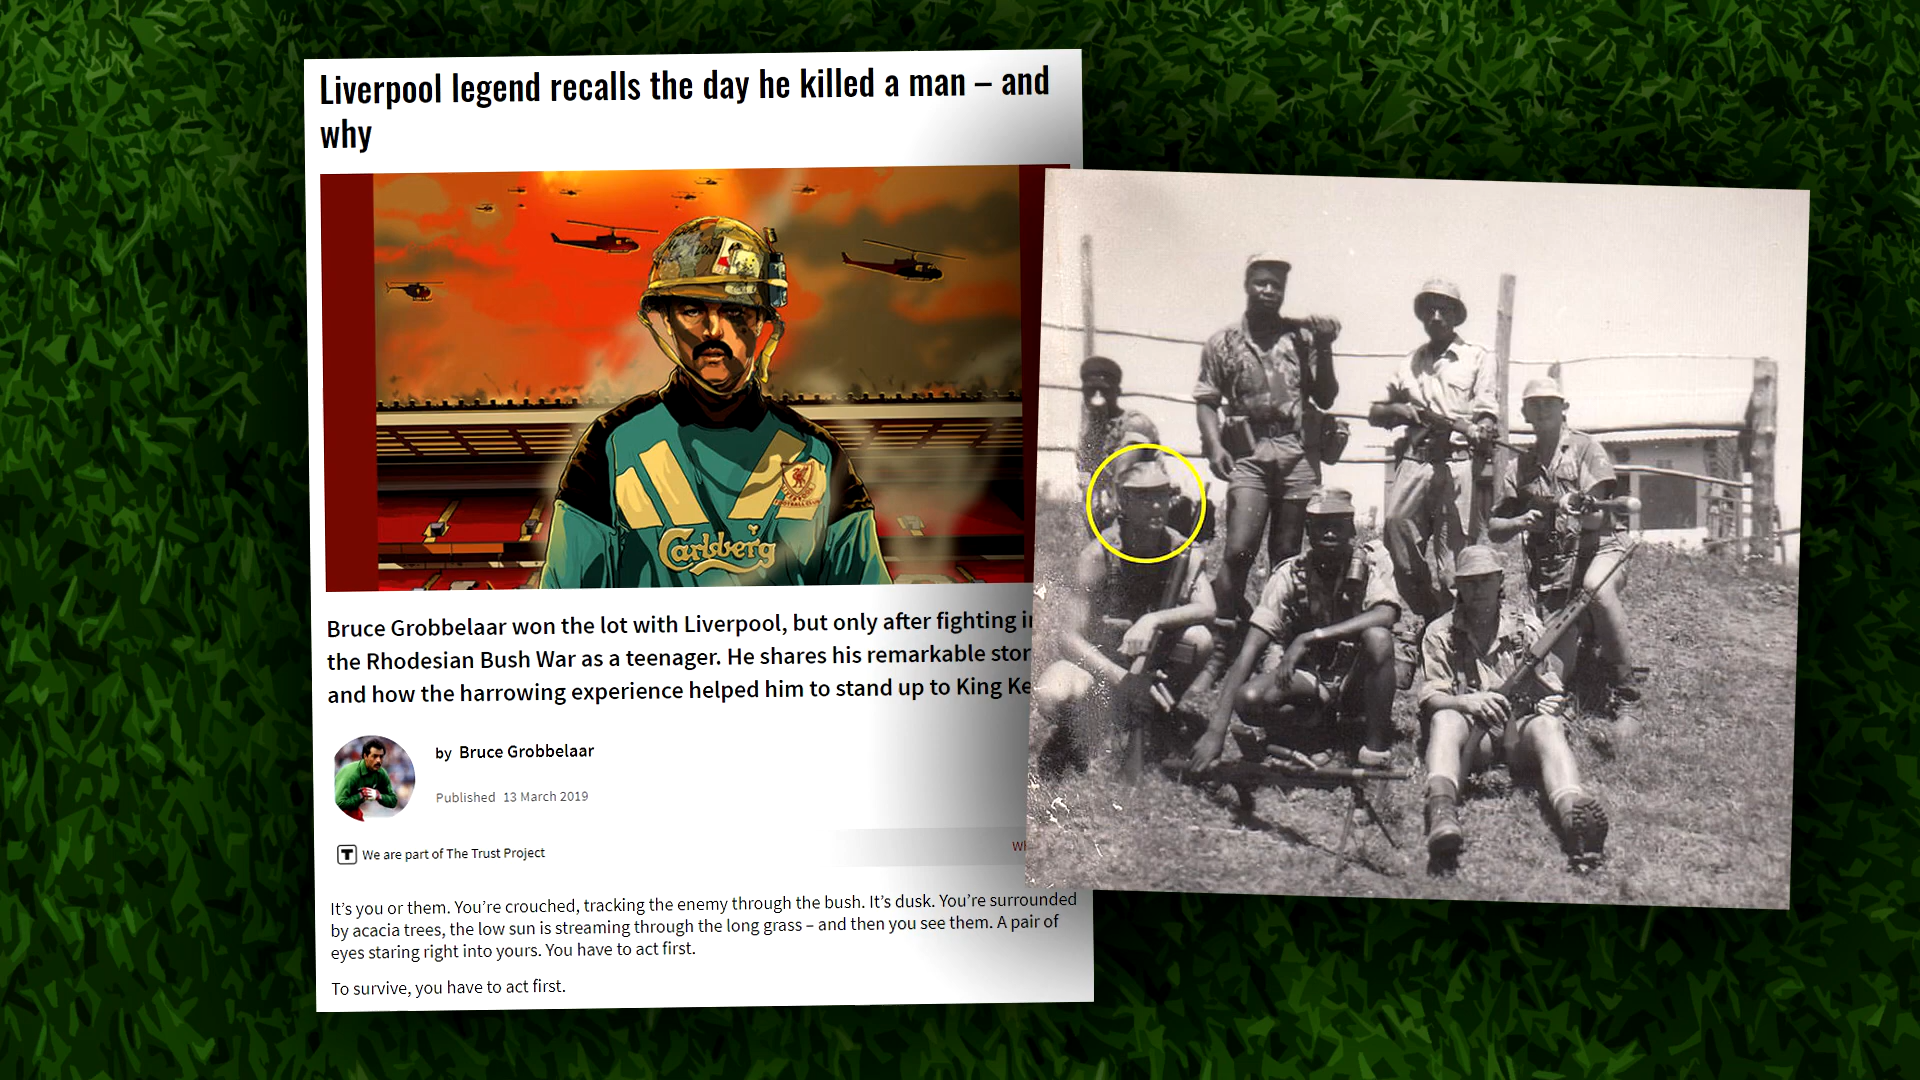 Liverpool legend recalls the day he killed a man – and
why
Carlsberg
Bruce Grobbelaar won the lot with Liverpool, but only after fighting
the Rhodesian Bush War as a teenager. He shares his remarkable
and how the harrowing experience helped him to stand up to King
by Bruce Grobbelaar
Published 13 March 2019
T We are part of The Trust Project
It’s you or them. You’re crouched, tracking the enemy through the bush. It’s dusk. You’re surrounded
by acacia trees, the low sun is streaming through the long grass – and then you see them. A pair of
eyes staring right into yours. You have to act first.
To survive, you have to act first.